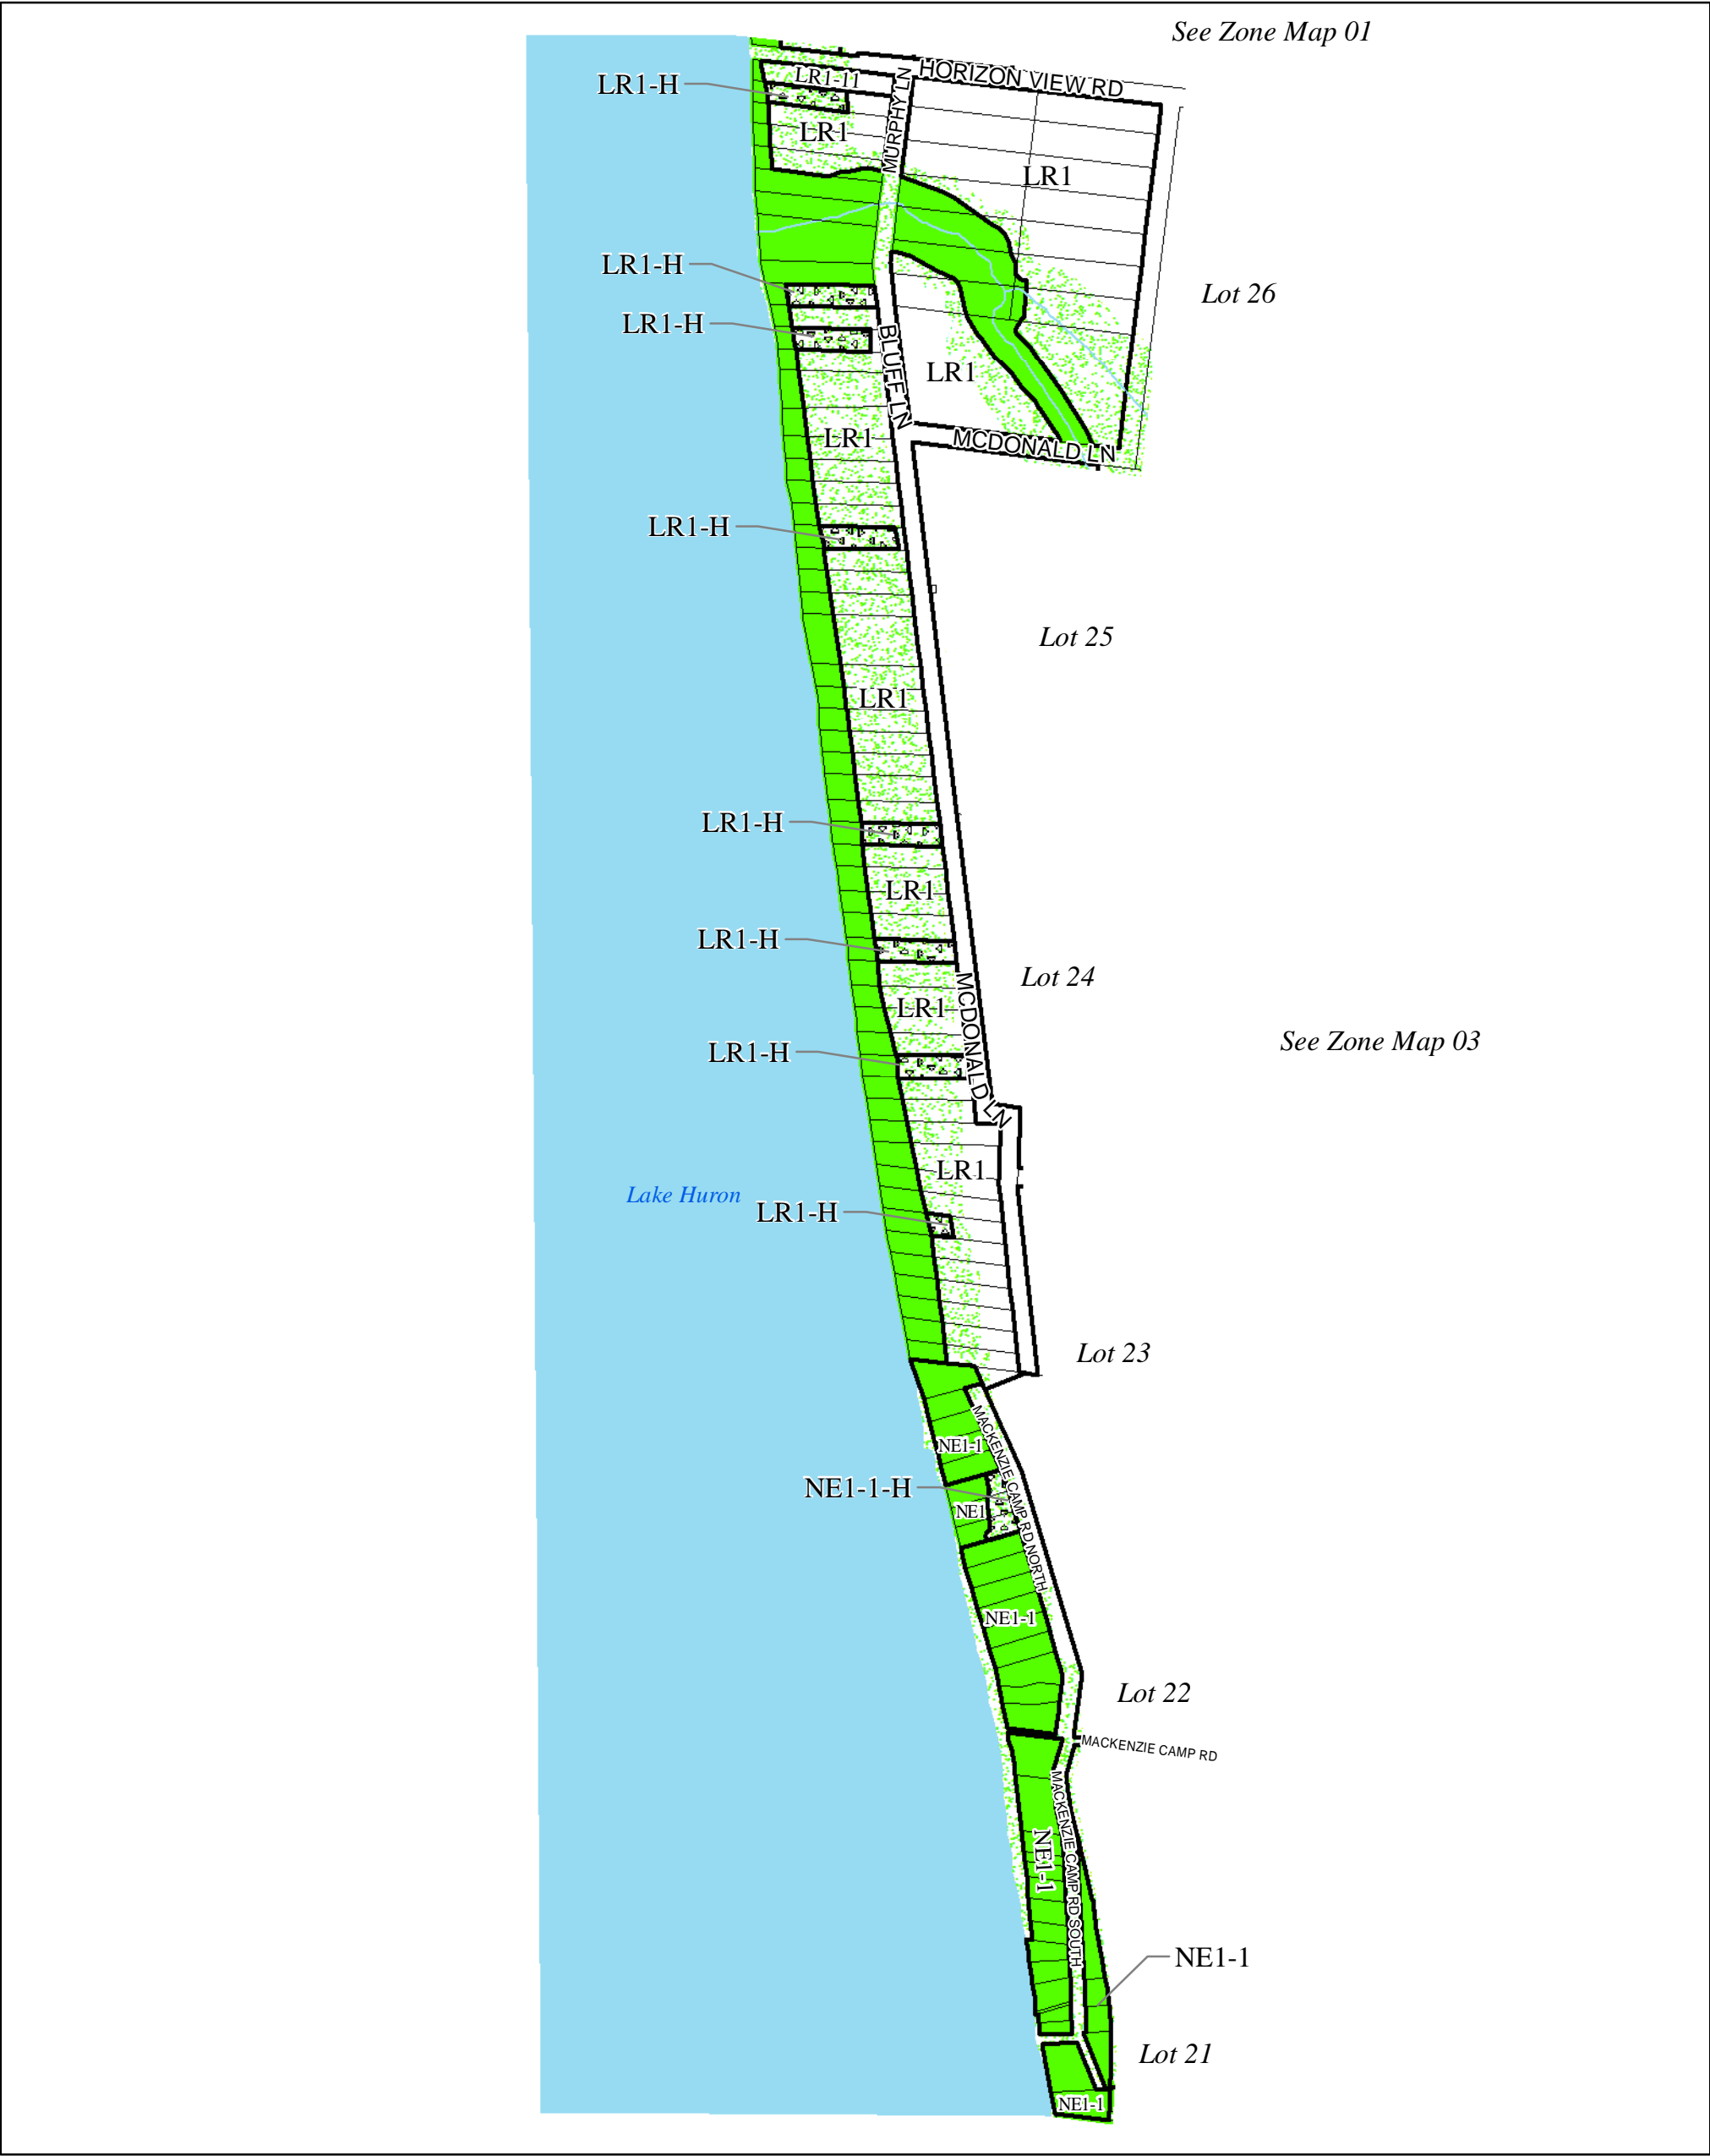 See Zone Map 01
HORIZON VIEW RD
LR1-11
LR1-H
MURPHY LN
LR1
LR1
LR1-H
Lot 26
LR1-H
BLUFF LN
LR1
LR1
MCDONALD LN
LR1-H
Lot 25
LR1
LR1-H
LR1
LR1-H
Lot 24
LR1
MCDONALD LN
See Zone Map 03
LR1-H
LR1
Lake Huron
LR1-H
Lot 23
MACKENZIE CAMP RD NORTH
NE1-1
NE1-1-H
NE1
NE1-1
Lot 22
MACKENZIE CAMP RD
MACKENZIE CAMP RD SOUTH
NE1-1
NE1-1
Lot 21
NE1-1